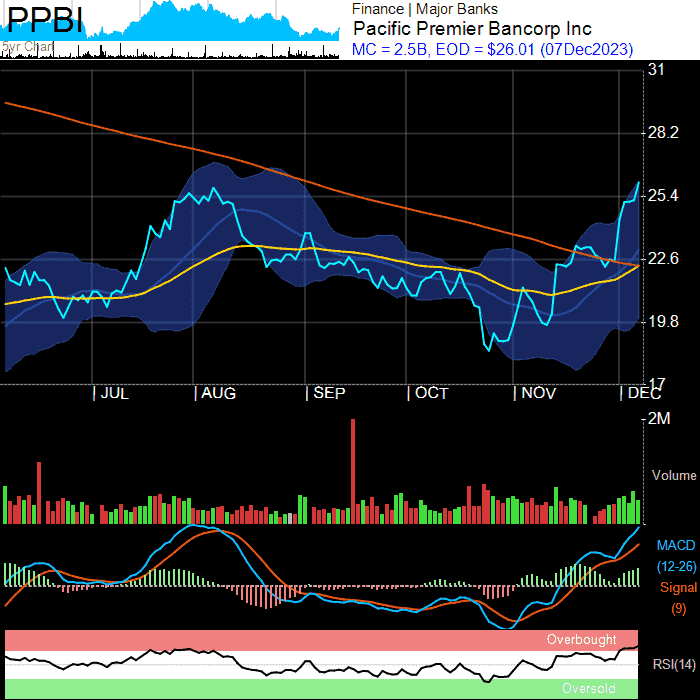 PPBI
5yr Chart
Finance | Major Banks
Pacific Premier Bancorp Inc
MC = 2.5B, EOD = $26.01 (07Dec2023)
31
28.2
25.4
22.6
19.8
17
| JUL
| AUG
| SEP
| OCT
| NOV
| DEC
2M
Volume
MACD
(12-26)
Signal
(9)
Overbought
RSI(14)
Oversold